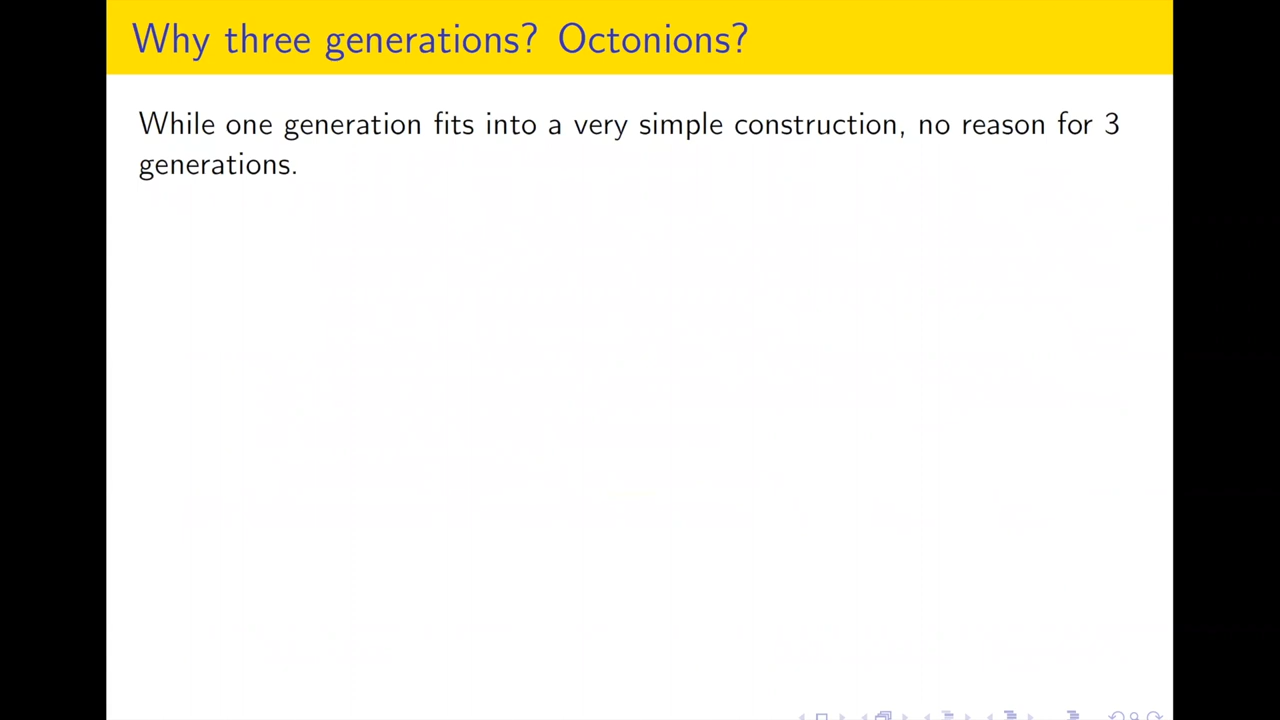 Why three generations? Octonions?
While one generation fits into a very simple construction, no reason for 3
generations.